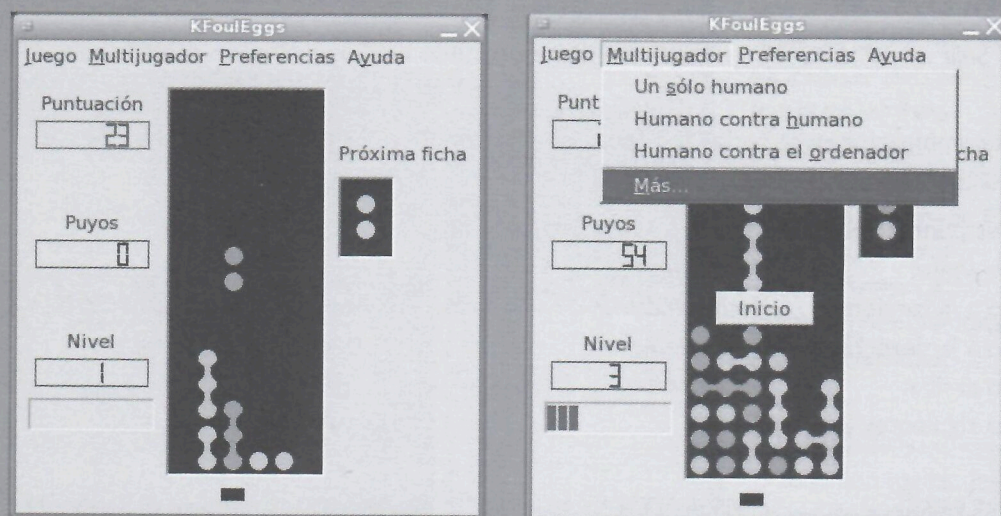 KFoulEggs
Juego Multijugador Preferencias Ayuda
Puntuación
23
Próxima ficha
Puyos
0
Nivel
1
KFoulEggs
Juego Multijugador Preferencias Ayuda
Un sólo humano
Humano contra humano
Humano contra el ordenador
Más...
Punt
cha
Puyos
54
Inicio
Nivel
3